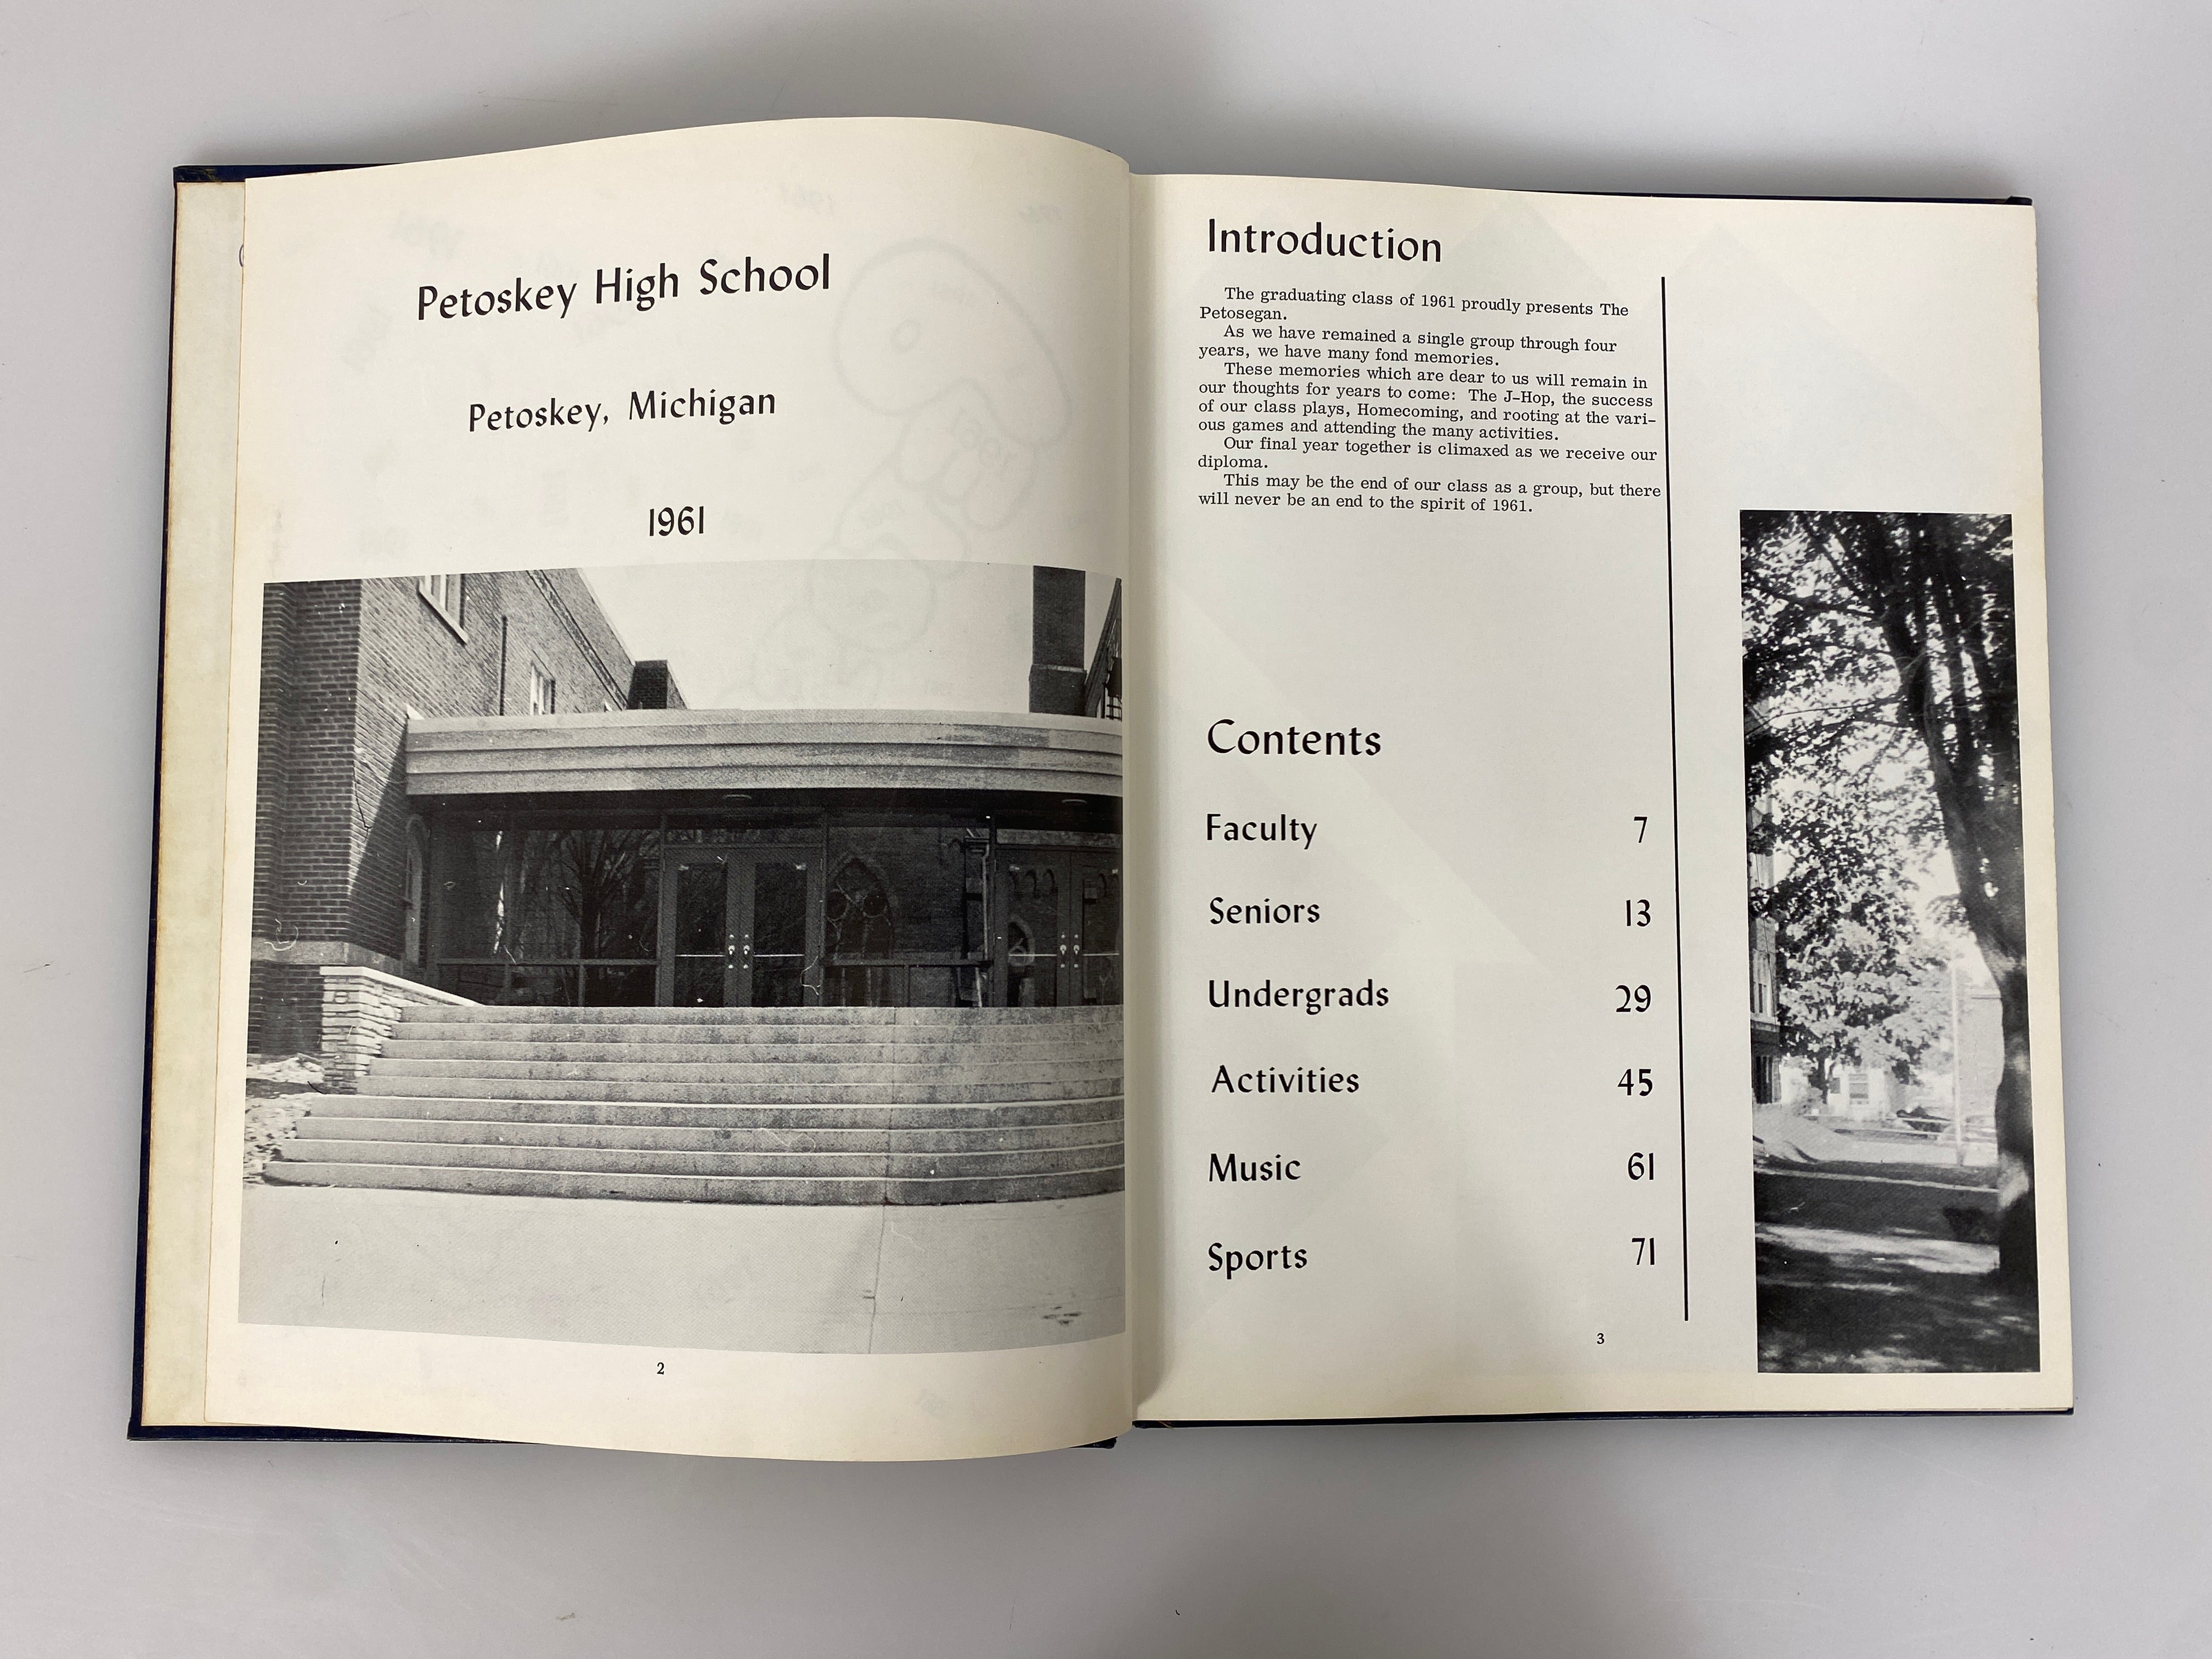 Petoskey High School
Petoskey, Michigan
1961
2
Introduction
The graduating class of 1961 proudly presents The
Petosegan.
As we have remained a single group through four
years, we have many fond memories.
These memories which are dear to us will remain in
our thoughts for years to come: The J-Hop, the success
of our class plays, Homecoming, and rooting at the vari-
ous games and attending the many activities.
Our final year together is climaxed as we receive our
diploma.
This may be the end of our class as a group, but there
will never be an end to the spirit of 1961.
Contents
Faculty 7
Seniors 13
Undergrads 29
Activities 45
Music 61
Sports 71
3